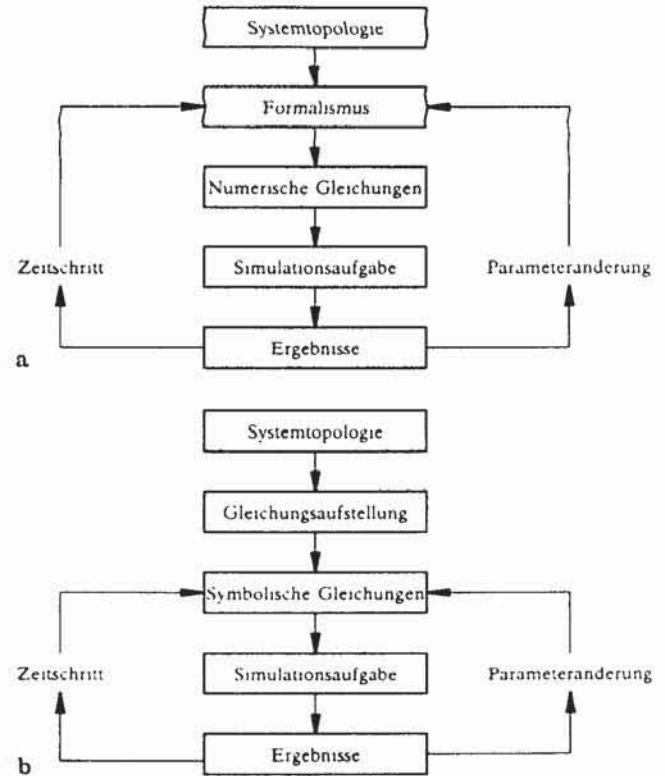 Systemtopologie
Formalismus
Numerische Gleichungen
Zeitschritt
Simulationsaufgabe
Parameteranderung
Ergebnisse
a
Systemtopologie
Gleichungsaufstellung
Symbolische Gleichungen
Zeitschritt
Simulationsaufgabe
Parameteranderung
Ergebnisse
b